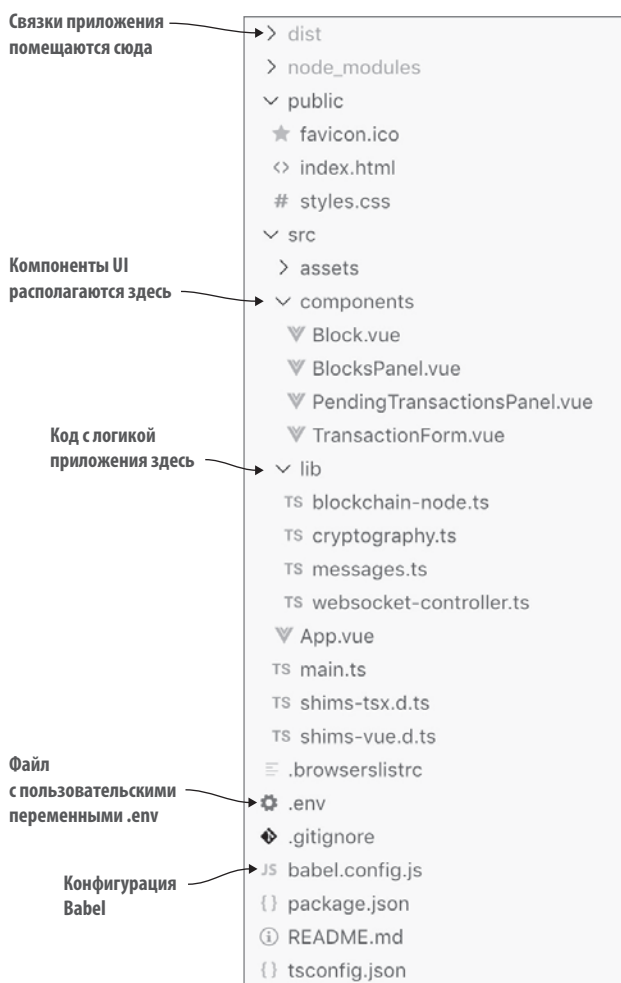 Связки приложения
помещаются сюда
dist
node_modules
public
favicon.ico
<> index.html
# styles.css
src
Компоненты UI
располагаются здесь
assets
components
Block.vue
BlocksPanel.vue
PendingTransactionsPanel.vue
TransactionForm.vue
Код с логикой
приложения здесь
lib
TS blockchain-node.ts
TS cryptography.ts
TS messages.ts
TS websocket-controller.ts
App.vue
TS main.ts
TS shims-tsx.d.ts
TS shims-vue.d.ts
.browserslistrc
Файл
с пользовательскими
переменными .env
.env
.gitignore
Конфигурация
Babel
JS babel.config.js
{} package.json
README.md
{} tsconfig.json